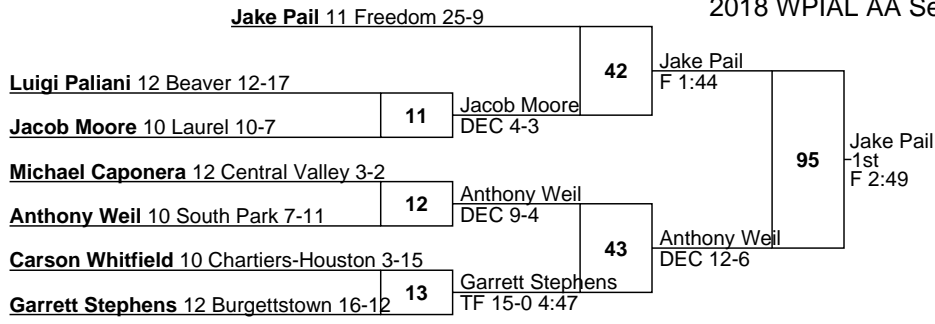 2018 WPIAL AA Se
Jake Pail 11 Freedom 25-9
42
Jake Pail
F 1:44
Luigi Paliani 12 Beaver 12-17
11
Jacob Moore
DEC 4-3
Jacob Moore 10 Laurel 10-7
95
Jake Pail
1st
F 2:49
Michael Caponera 12 Central Valley 3-2
12
Anthony Weil
DEC 9-4
Anthony Weil 10 South Park 7-11
43
Anthony Weil
DEC 12-6
Carson Whitfield 10 Chartiers-Houston 3-15
13
Garrett Stephens
TF 15-0 4:47
Garrett Stephens 12 Burgettstown 16-12